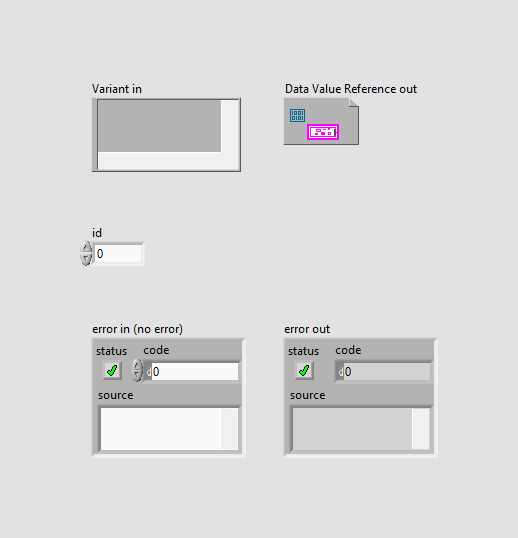 Variant in
Data Value Reference out
id
0
error in (no error)
error out
status code
status code
d 0
d 0
source
source